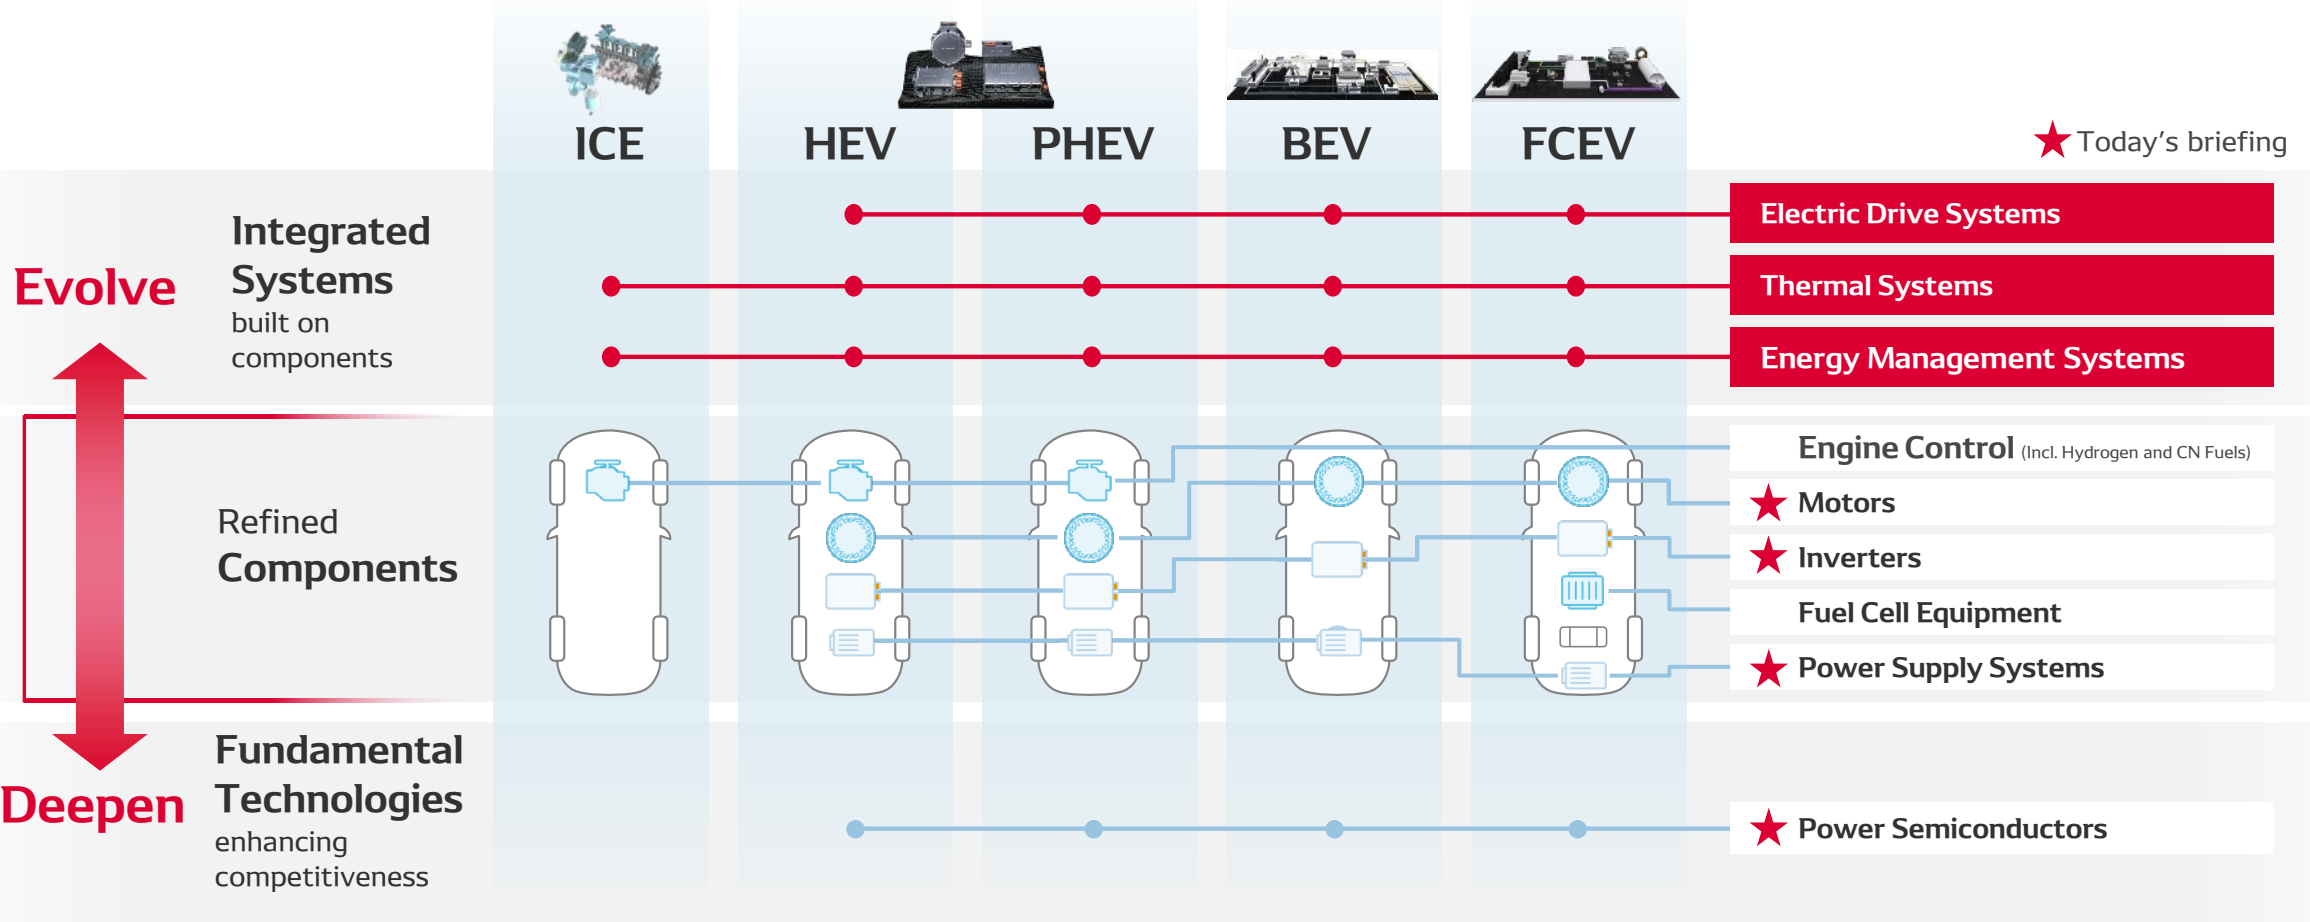 ICE
HEV
PHEV
BEV
FCEV
★ Today's briefing
Evolve
Integrated
Systems
built on
components
Electric Drive Systems
Thermal Systems
Energy Management Systems
Refined
Components
Engine Control (Incl. Hydrogen and CN Fuels)
★ Motors
★ Inverters
Fuel Cell Equipment
★ Power Supply Systems
Deepen
Fundamental
Technologies
enhancing
competitiveness
★ Power Semiconductors